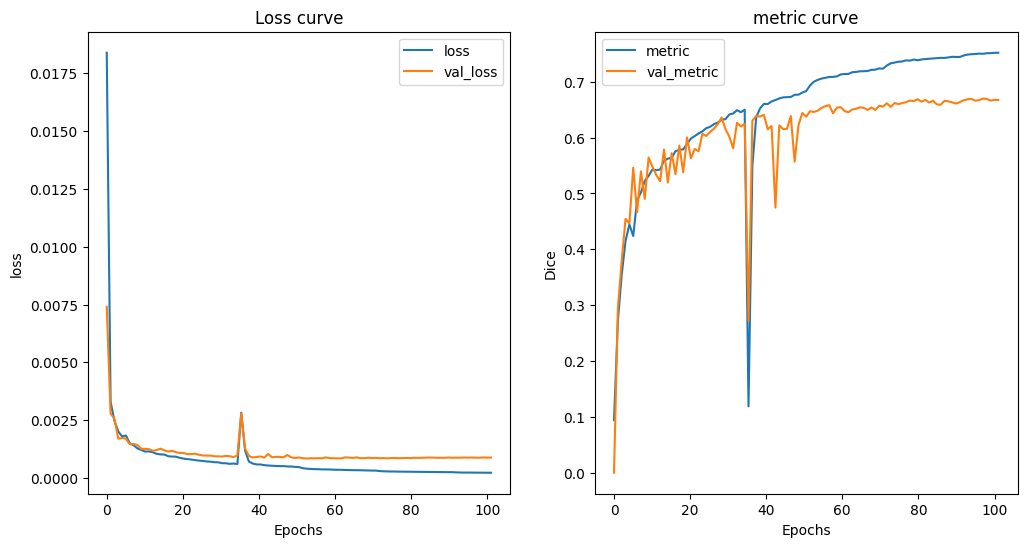 Loss curve
loss
val_loss
0.0175
0.0150
0.0125
0.0100
0.0075
0.0050
0.0025
0.0000
loss
0 20 40 60 80 100
Epochs
metric curve
metric
val_metric
0.7
0.6
0.5
0.4
0.3
0.2
0.1
0.0
Dice
0 20 40 60 80 100
Epochs